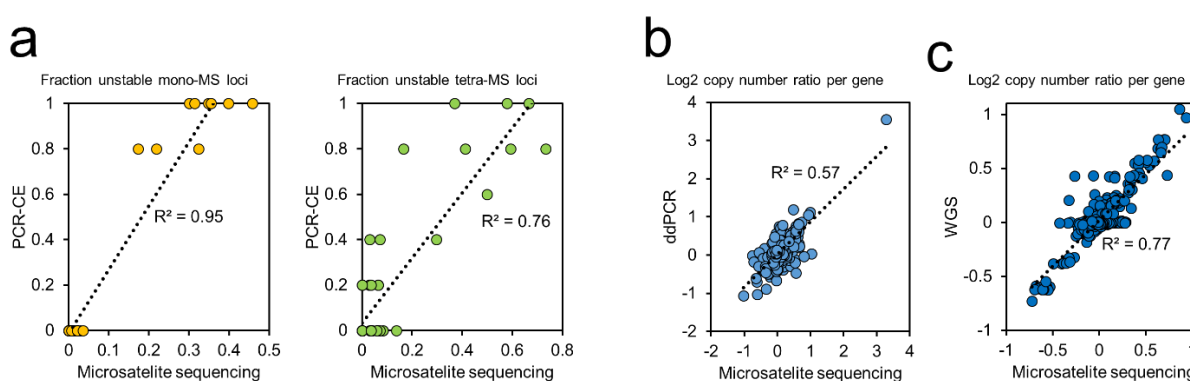 a
Fraction unstable mono-MS loci
PCR-CE
1
0.8
0.6
0.4
0.2
0
R² = 0.95
0 0.1 0.2 0.3 0.4 0.5
Microsatelite sequencing
Fraction unstable tetra-MS loci
PCR-CE
1
0.8
0.6
0.4
0.2
0
R² = 0.76
0 0.2 0.4 0.6 0.8
Microsatelite sequencing
b
Log2 copy number ratio per gene
ddPCR
4
3
2
1
0
-1
-2
R² = 0.57
-2 -1 0 1 2 3 4
Microsatelite sequencing
c
Log2 copy number ratio per gene
WGS
1
0.5
0
-0.5
-1
R² = 0.77
-1 -0.5 0 0.5 1
Microsatelite sequencing